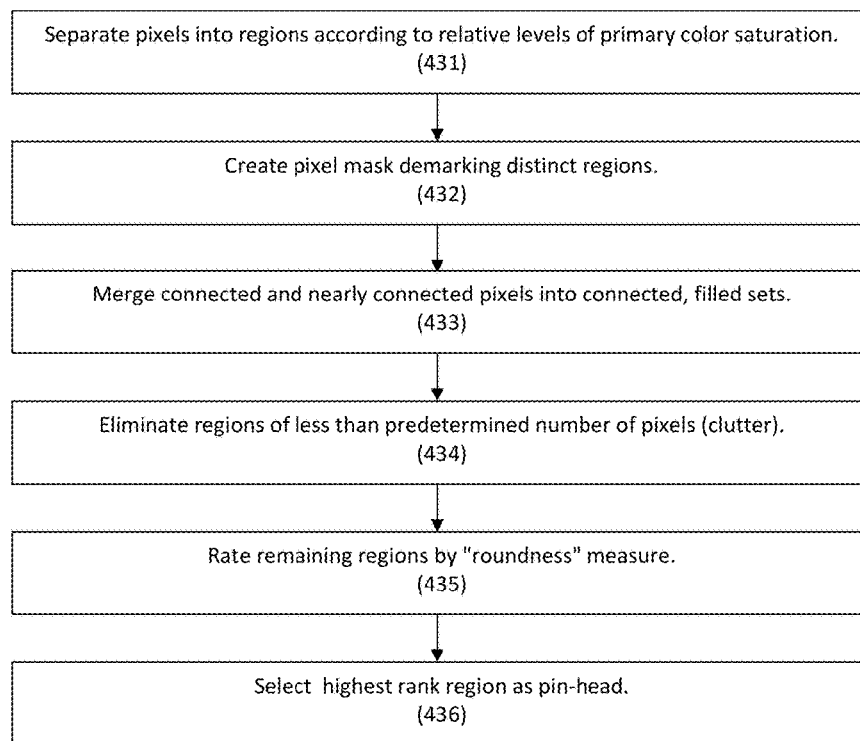 Separate pixels into regions according to relative levels of primary color saturation.
(431)
Create pixel mask demarking distinct regions.
(432)
Merge connected and nearly connected pixels into connected, filled sets.
(433)
Eliminate regions of less than predetermined number of pixels (clutter).
(434)
Rate remaining regions by "roundness" measure.
(435)
Select highest rank region as pin-head.
(436)